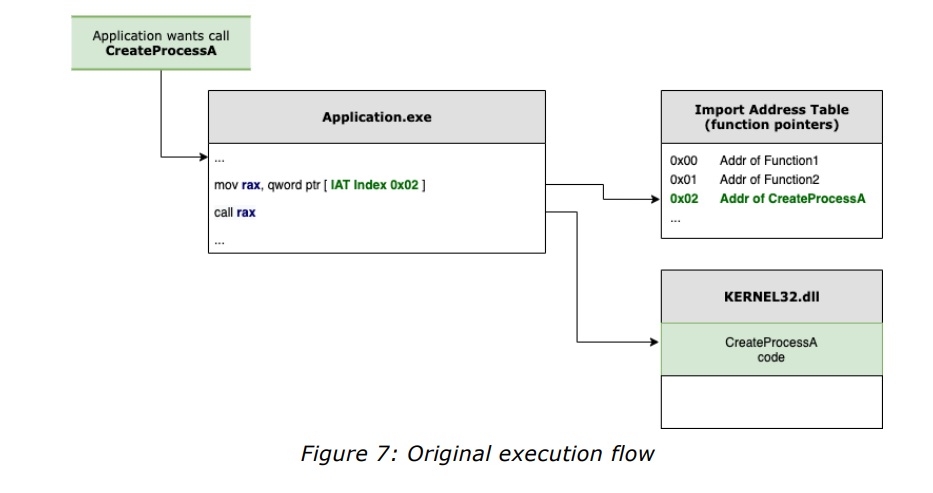 Application wants call
CreateProcessA
Application.exe
...
mov rax, qword ptr [ IAT Index 0x02 ]
call rax
...
Import Address Table
(function pointers)
0x00 Addr of Function1
0x01 Addr of Function2
0x02 Addr of CreateProcessA
...
KERNEL32.dll
CreateProcessA
code
Figure 7: Original execution flow